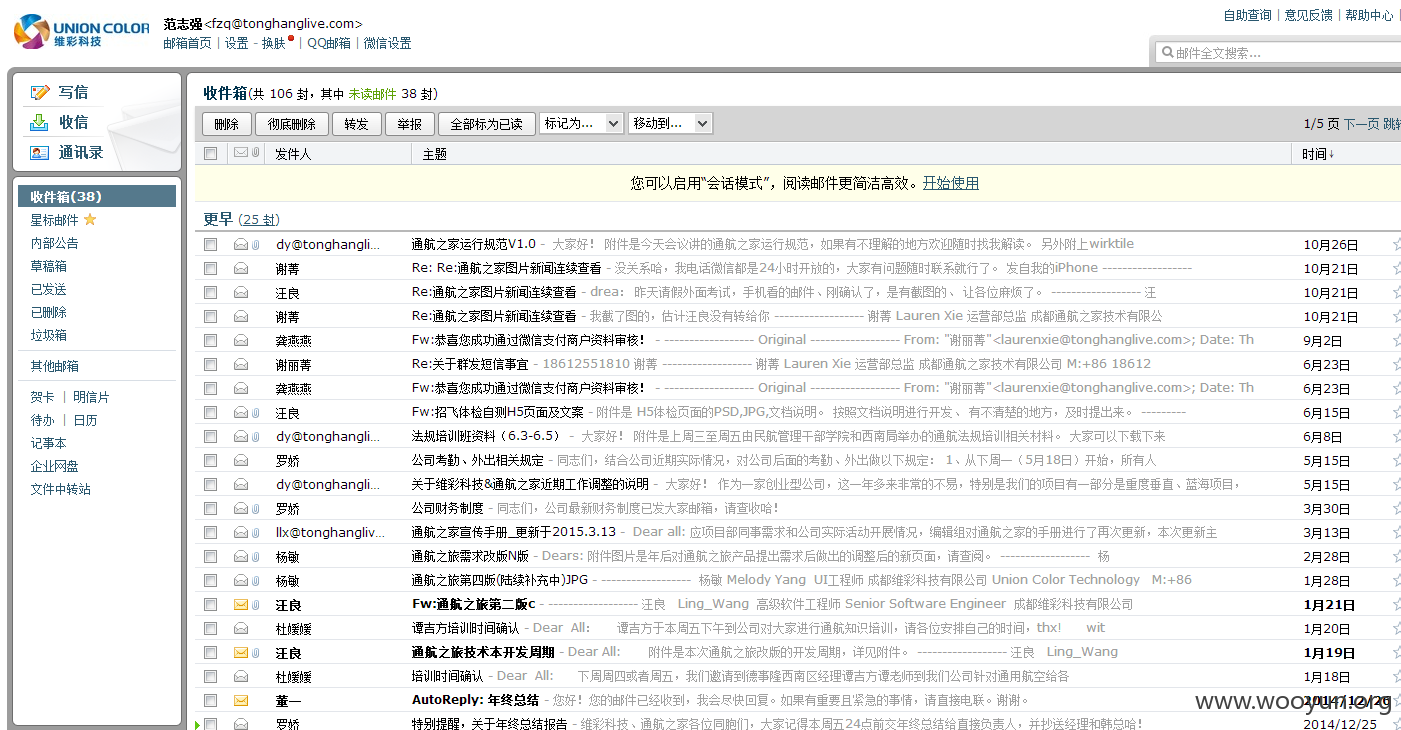 UNION COLOR
维彩科技
范志强<fzq@tonghanglive.com>
邮箱首页 | 设置 - 换肤 | QQ邮箱 | 微信设置
自助查询 | 意见反馈 | 帮助中心 |
邮件全文搜索...
写信
收信
通讯录
收件箱(38)
星标邮件
内部公告
草稿箱
已发送
已删除
垃圾箱
其他邮箱
贺卡 | 明信片
待办 | 日历
记事本
企业网盘
文件中转站
收件箱(共 106 封，其中 未读邮件 38 封)
删除 彻底删除 转发 举报 全部标为已读 标记为... 移动到... 1/5 页 下一页 跳转
发件人 主题 时间↓
您可以启用“会话模式”，阅读邮件更简洁高效。开始使用
更早 (25 封)
dy@tonghangli... 通航之家运行规范V1.0 - 大家好！ 附件是今天会议讲的通航之家运行规范，如果有不理解的地方欢迎随时找我解读。 另外附上wirktile 10月26日
谢菁 Re: Re:通航之家图片新闻连续查看 - 没关系哈，我电话微信都是24小时开放的，大家有问题随时联系就行了。 发自我的iPhone ------------------ 10月21日
汪良 Re:通航之家图片新闻连续查看 - drea: 昨天请假外面考试，手机看的邮件、刚确认了，是有截图的、 让各位麻烦了。 ------------------ 汪 10月21日
谢菁 Re:通航之家图片新闻连续查看 - 我截了图的，估计汪良没有转给你 ------------------ 谢菁 Lauren Xie 运营部总监 成都通航之家技术有限公 10月21日
龚燕燕 Fw:恭喜您成功通过微信支付商户资料审核！ - ------------------ Original ------------------ From: "谢丽菁"<laurenxie@tonghanglive.com>; Date: Th 9月2日
谢丽菁 Re:关于群发短信事宜 - 18612551810 谢菁 ------------------ 谢菁 Lauren Xie 运营部总监 成都通航之家技术有限公司 M:+86 18612 6月23日
龚燕燕 Fw:恭喜您成功通过微信支付商户资料审核！ - ------------------ Original ------------------ From: "谢丽菁"<laurenxie@tonghanglive.com>; Date: Th 6月23日
汪良 Fw:招飞体检自测H5页面及文案 - 附件是 H5体检页面的PSD,JPG,文档说明。 按照文档说明进行开发、 有不清楚的地方，及时提出来。 --------- 6月15日
dy@tonghangli... 法规培训班资料（6.3-6.5） - 大家好！ 附件是上周三至周五由民航管理干部学院和西南局举办的通航法规培训相关材料。 大家可以下载下来 6月8日
罗娇 公司考勤、外出相关规定 - 同志们，结合公司近期实际情况，对公司后面的考勤、外出做以下规定： 1、从下周一（5月18日）开始，所有人 5月15日
dy@tonghangli... 关于维彩科技&通航之家近期工作调整的说明 - 大家好！ 作为一家创业型公司，这一年多来非常的不易，特别是我们的项目有一部分是重度垂直、蓝海项目， 5月15日
罗娇 公司财务制度 - 同志们，公司最新财务制度已发大家邮箱，请查收哈！ 3月30日
llx@tonghangliv... 通航之家宣传手册_更新于2015.3.13 - Dear all: 应项目部同事需求和公司实际活动开展情况，编辑组对通航之家的手册进行了再次更新，本次更新主 3月13日
杨敏 通航之旅需求改版N版 - Dears: 附件图片是年后对通航之旅产品提出需求后做出的调整后的新页面，请查阅。 ------------------ 杨 2月28日
杨敏 通航之旅第四版(陆续补充中)JPG - ------------------ 杨敏 Melody Yang UI工程师 成都维彩科技有限公司 Union Color Technology M:+86 1月28日
汪良 Fw:通航之旅第二版c - ------------------ 汪良 Ling_Wang 高级软件工程师 Senior Software Engineer 成都维彩科技有限公司 1月21日
杜媛媛 谭吉方培训时间确认 - Dear All: 谭吉方于本周五下午到公司对大家进行通航知识培训，请各位安排自己的时间，thx! wit 1月20日
汪良 通航之旅技术本开发周期 - Dear All: 附件是本次通航之旅改版的开发周期，详见附件。 ------------------ 汪良 Ling_Wang 1月19日
杜媛媛 培训时间确认 - Dear All: 下周周四或者周五，我们邀请到德事隆西南区经理谭吉方谭老师到我们公司针对通用航空给各 1月18日
董一 AutoReply: 年终总结 - 您好！您的邮件已经收到，我会尽快回复。如果有重要且紧急的事情，请直接电联。谢谢。 2014/12/26
www.wooyun.org
罗娇 特别提醒，关于年终总结报告 - 维彩科技、通航之家各位同胞们，大家记得本周五24点前交年终总结给直接负责人，并抄送经理和韩总哈！ 2014/12/25